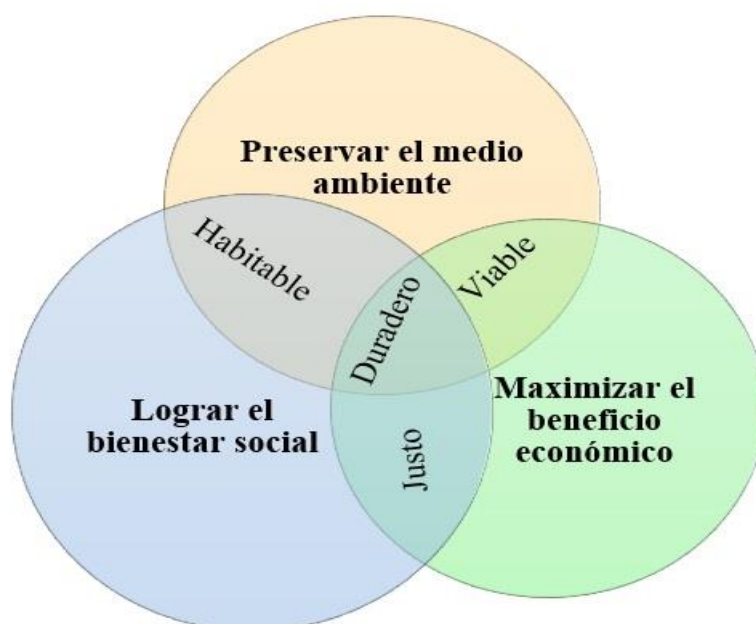 Preservar el medio
ambiente
Habitable
Viable
Duradero
Lograr el
bienestar social
Maximizar el
beneficio
económico
Justo